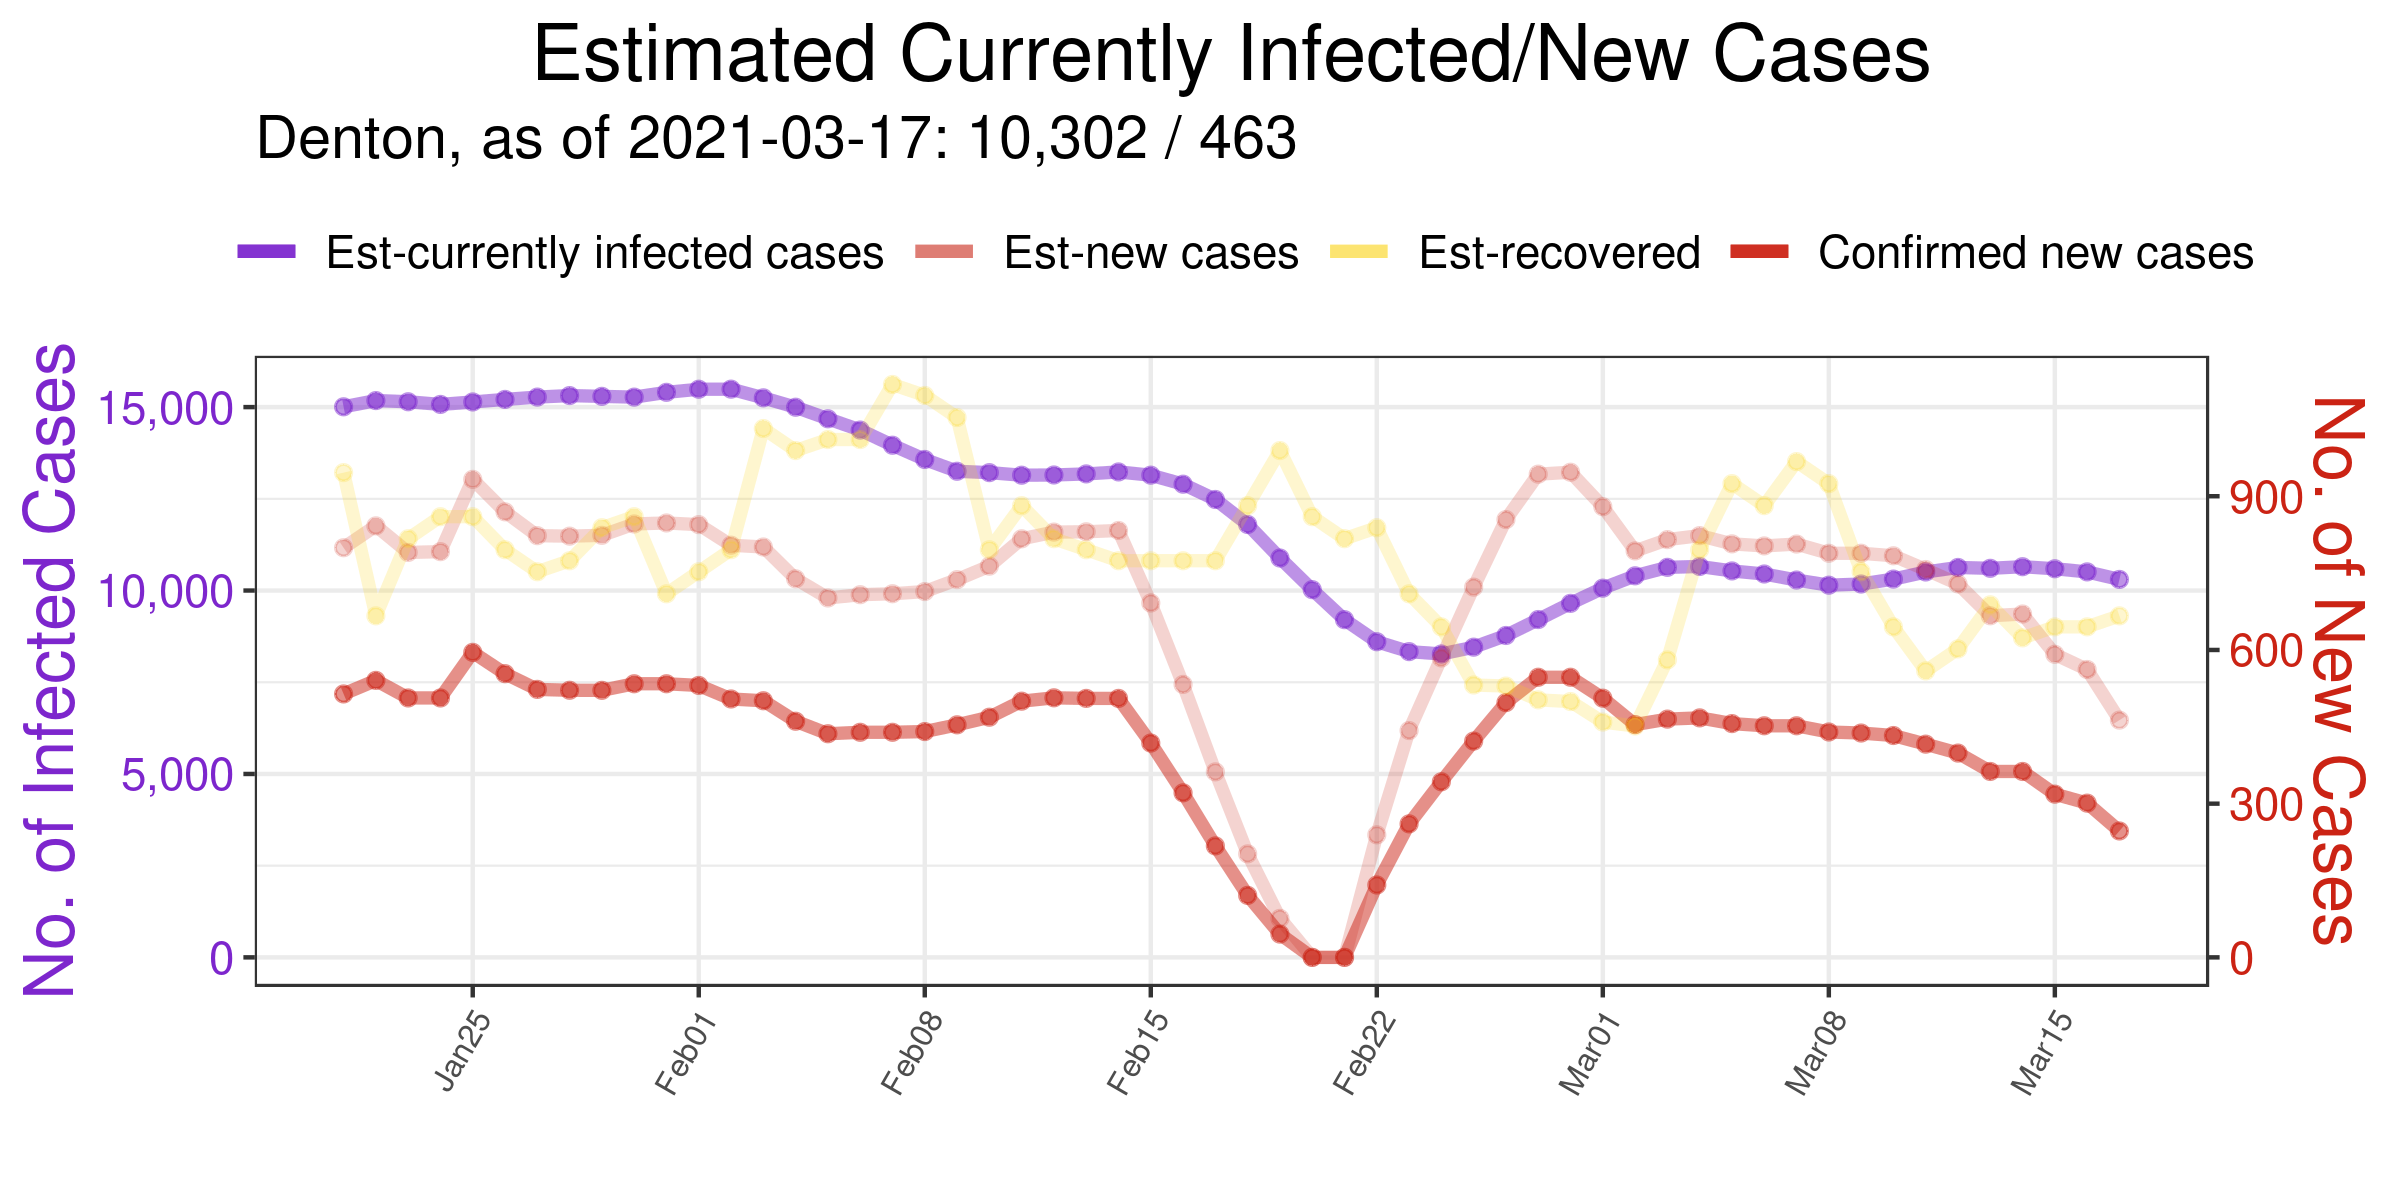 Estimated Currently Infected/New Cases
Denton, as of 2021-03-17: 10,302 / 463
Est-currently infected cases Est-new cases Est-recovered Confirmed new cases
No. of Infected Cases
15,000
10,000
5,000
0
900
600
300
0
No. of New Cases
Jan25 Feb01 Feb08 Feb15 Feb22 Mar01 Mar08 Mar15